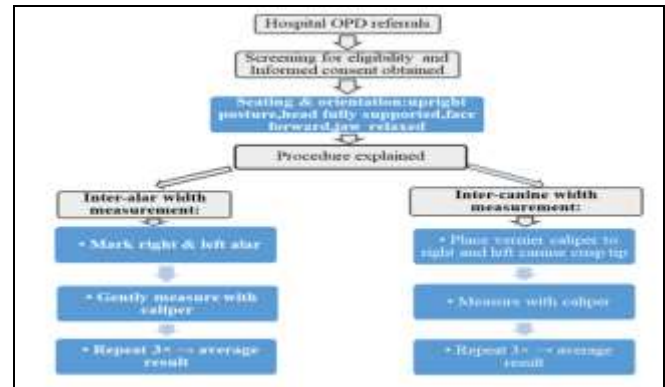 Hospital OPD referrals
Screening for eligibility and
Informed consent obtained
Seating & orientation:upright
posture,head fully supported,face
forward,jaw relaxed
Procedure explained
Inter-alar width
measurement:
• Mark right & left alar
• Gently measure with
caliper
• Repeat 3× → average
result
Inter-canine width
measurement:
• Place vernier caliper to
right and left canine cusp tip
• Measure with caliper
• Repeat 3× → average
result